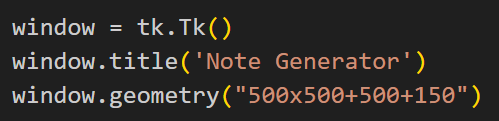 window = tk.Tk()
window.title('Note Generator')
window.geometry("500x500+500+150")